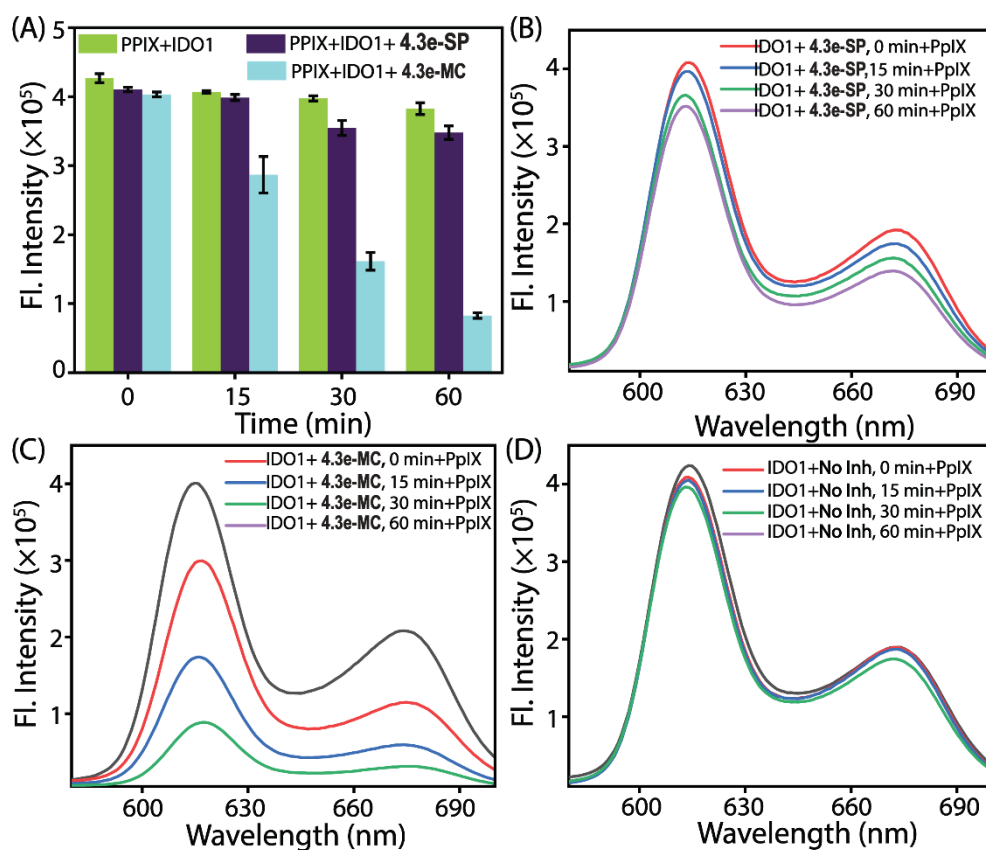 (A)
PPIX+IDO1
PPIX+IDO1+ 4.3e-SP
PPIX+IDO1+ 4.3e-MC
Fl. Intensity (×10⁵)
5
4
3
2
1
0
0 15 30 60
Time (min)
(B)
IDO1+ 4.3e-SP, 0 min+PpIX
IDO1+ 4.3e-SP,15 min+PpIX
IDO1+ 4.3e-SP, 30 min+PpIX
IDO1+ 4.3e-SP, 60 min+PpIX
Fl. Intensity (×10⁵)
4
3
2
1
600 630 660 690
Wavelength (nm)
(C)
IDO1+ 4.3e-MC, 0 min+PpIX
IDO1+ 4.3e-MC, 15 min+PpIX
IDO1+ 4.3e-MC, 30 min+PpIX
IDO1+ 4.3e-MC, 60 min+PpIX
Fl. Intensity (×10⁵)
4
3
2
1
600 630 660 690
Wavelength (nm)
(D)
IDO1+No Inh, 0 min+PpIX
IDO1+No Inh, 15 min+PpIX
IDO1+No Inh, 30 min+PpIX
IDO1+No Inh, 60 min+PpIX
Fl. Intensity (×10⁵)
4
3
2
1
600 630 660 690
Wavelength (nm)